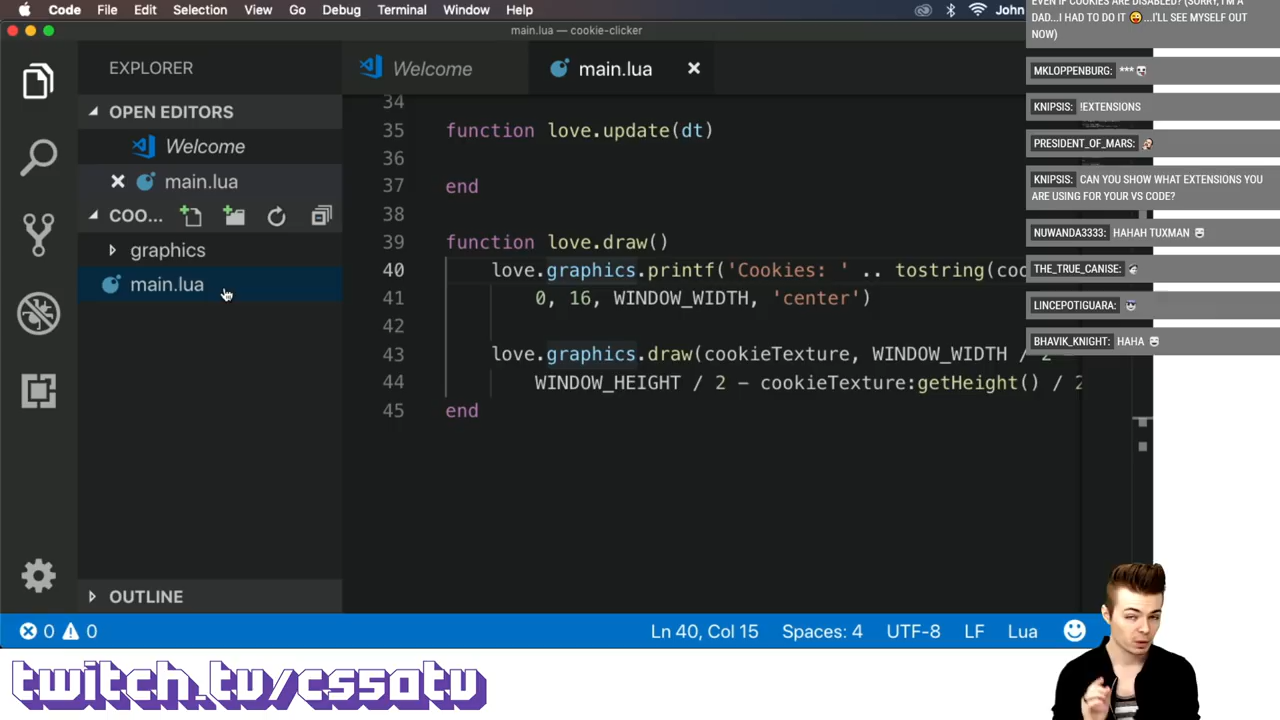 Code File Edit Selection View Go Debug Terminal Window Help John
main.lua — cookie-clicker
EXPLORER
OPEN EDITORS
Welcome
main.lua
COO...
graphics
main.lua
OUTLINE
Welcome
main.lua
34
35 function love.update(dt)
36
37 end
38
39 function love.draw()
40 love.graphics.printf('Cookies: ' .. tostring(coo
41 0, 16, WINDOW_WIDTH, 'center')
42
43 love.graphics.draw(cookieTexture, WINDOW_WIDTH / 2
44 WINDOW_HEIGHT / 2 - cookieTexture:getHeight() / 2
45 end
EVEN IF COOKIES ARE DISABLED? (SORRY, I'M A
DAD...I HAD TO DO IT 😜...I'LL SEE MYSELF OUT
NOW)
MKLOPPENBURG: ***
KNIPSIS: !EXTENSIONS
PRESIDENT_OF_MARS:
KNIPSIS: CAN YOU SHOW WHAT EXTENSIONS YOU
ARE USING FOR YOUR VS CODE?
NUWANDA3333: HAHAH TUXMAN
THE_TRUE_CANISE:
LINCEPOTIGUARA:
BHAVIK_KNIGHT: HAHA
0 0 Ln 40, Col 15 Spaces: 4 UTF-8 LF Lua
twitch.tv/cs50tv